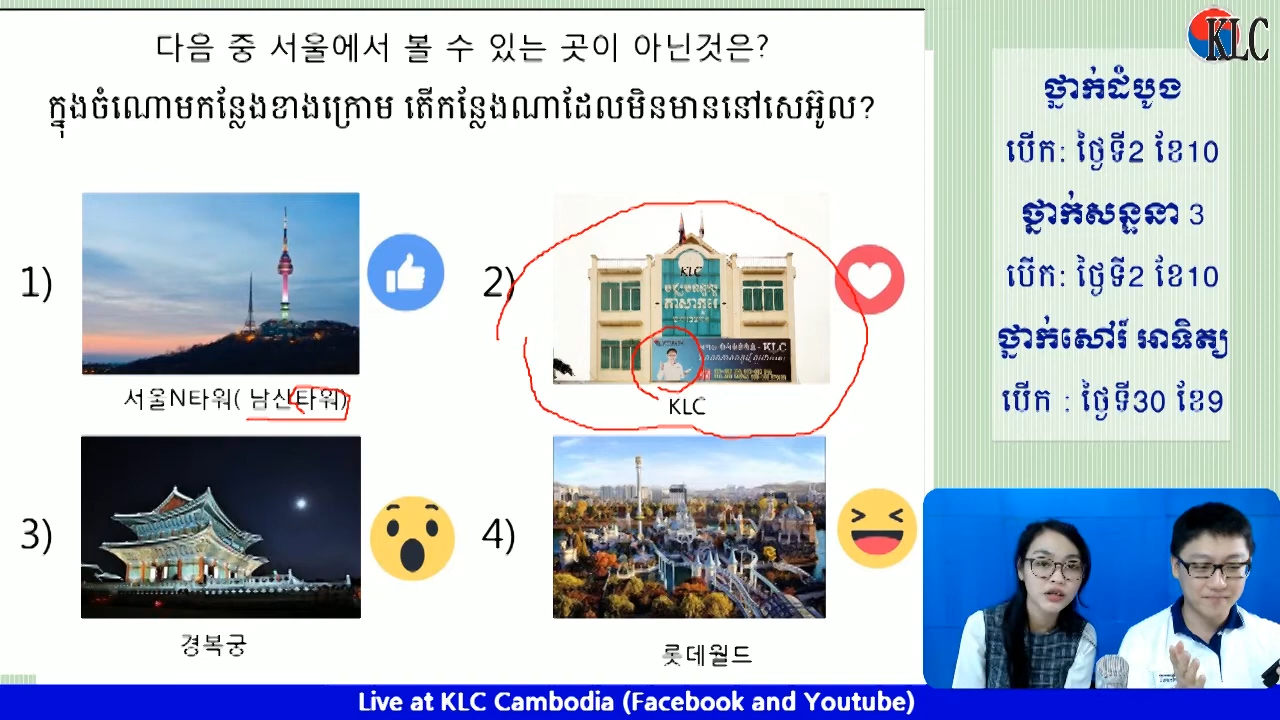 다음 중 서울에서 볼 수 있는 곳이 아닌것은?
ក្នុងចំណោមកន្លែងខាងក្រោម តើកន្លែងណាដែលមិនមាននៅសេអ៊ូល?
1)
서울N타워( 남산타워)
2)
KLC
ភាសាកូរ៉េ
KLC
KLC
3)
경복궁
4)
롯데월드
KLC
ថ្នាក់ដំបូង
បើក: ថ្ងៃទី2 ខែ10
ថ្នាក់សន្ទនា 3
បើក: ថ្ងៃទី2 ខែ10
ថ្នាក់សៅរ៍ អាទិត្យ
បើក : ថ្ងៃទី30 ខែ9
Live at KLC Cambodia (Facebook and Youtube)